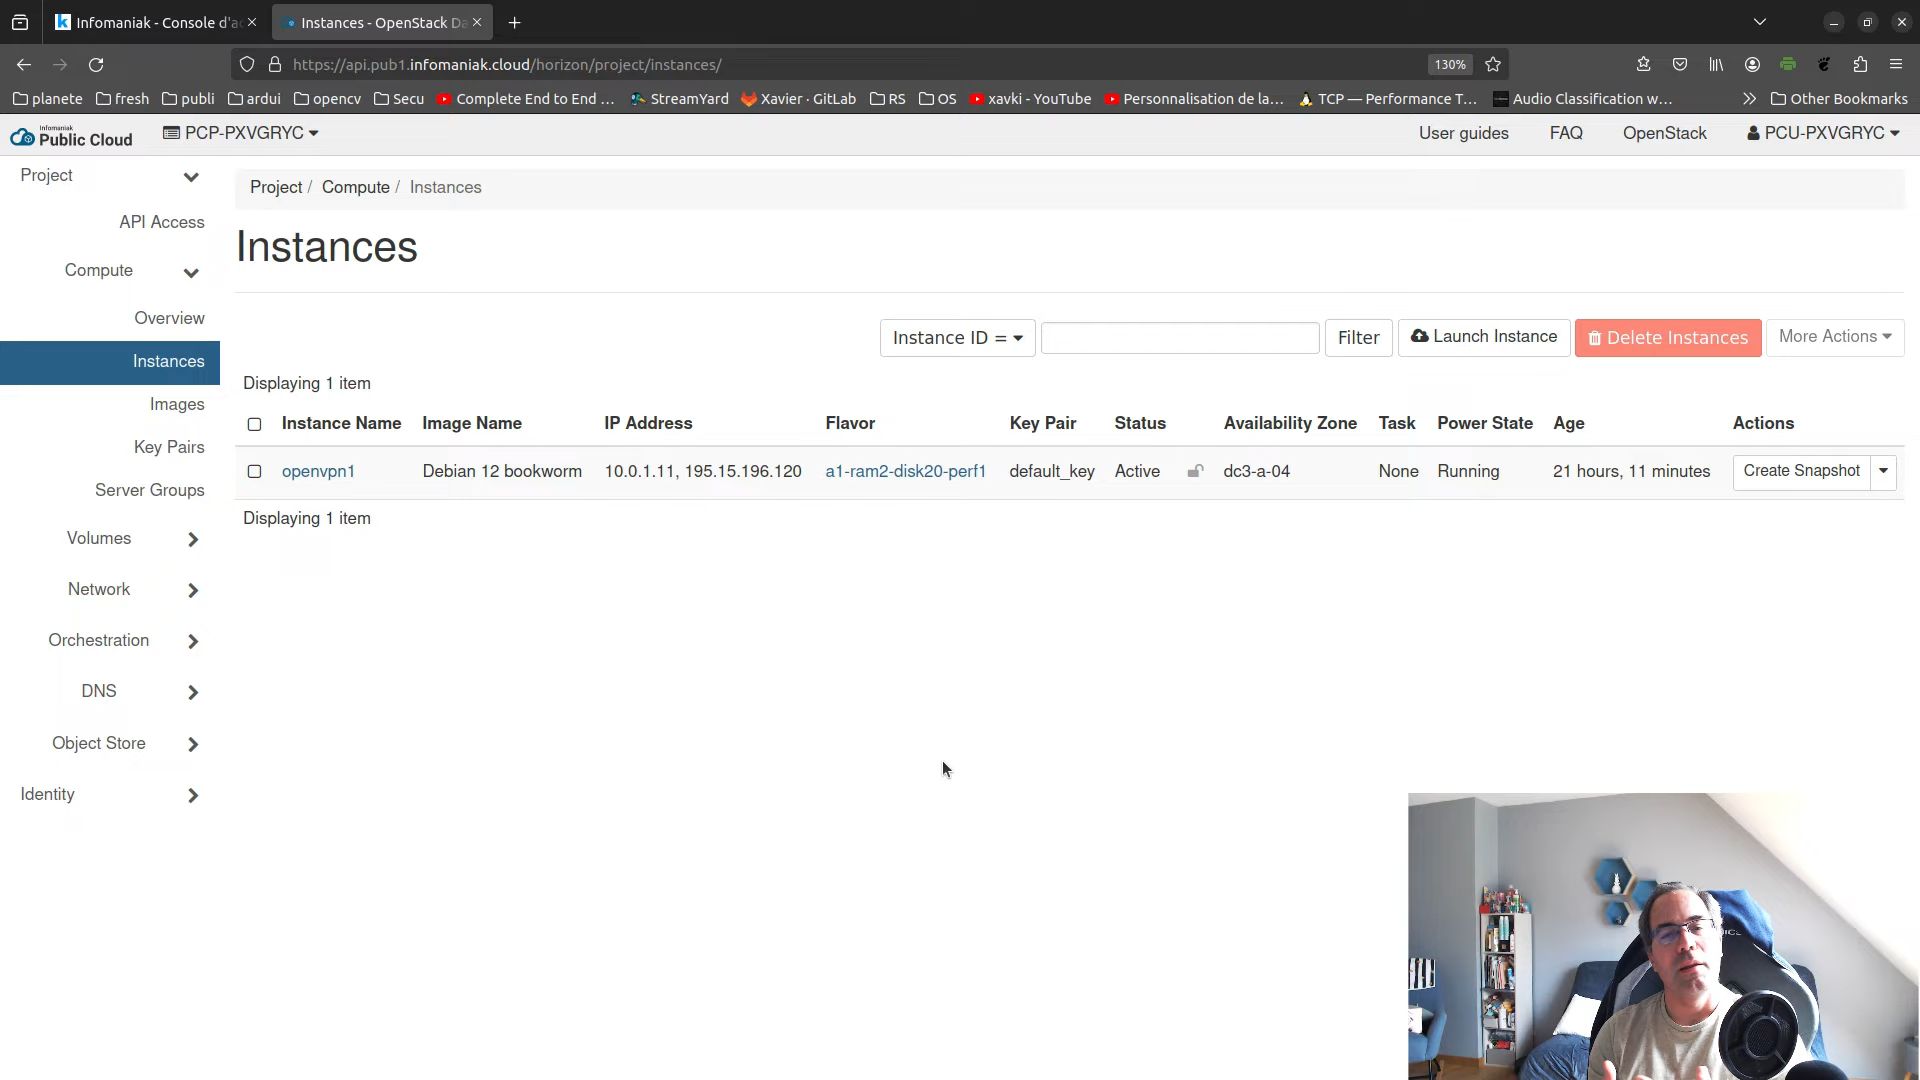 Infomaniak - Console d'a
Instances - OpenStack Da
https://api.pub1.infomaniak.cloud/horizon/project/instances/
130%
planete
fresh
publi
ardui
opencv
Secu
Complete End to End ...
StreamYard
Xavier · GitLab
RS
OS
xavki - YouTube
Personnalisation de la...
TCP — Performance T...
Audio Classification w...
Other Bookmarks
Infomaniak
Public Cloud
PCP-PXVGRYC
User guides
FAQ
OpenStack
PCU-PXVGRYC
Project
API Access
Compute
Overview
Instances
Images
Key Pairs
Server Groups
Volumes
Network
Orchestration
DNS
Object Store
Identity
Project / Compute / Instances
Instances
Instance ID =
Filter
Launch Instance
Delete Instances
More Actions
Displaying 1 item
Instance Name Image Name IP Address Flavor Key Pair Status Availability Zone Task Power State Age Actions
openvpn1 Debian 12 bookworm 10.0.1.11, 195.15.196.120 a1-ram2-disk20-perf1 default_key Active dc3-a-04 None Running 21 hours, 11 minutes Create Snapshot
Displaying 1 item